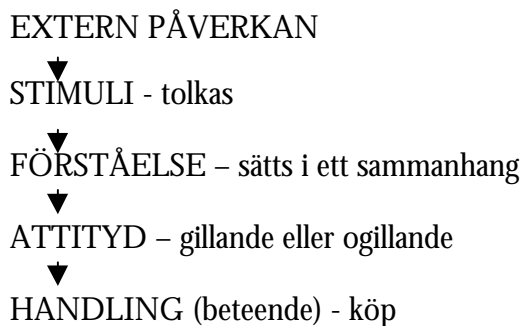 EXTERN PÅVERKAN
STIMULI - tolkas
FÖRSTÅELSE – sätts i ett sammanhang
ATTITYD – gillande eller ogillande
HANDLING (beteende) - köp